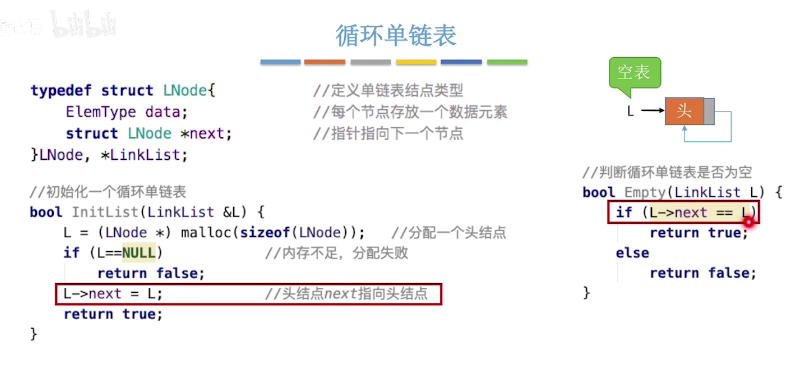 bilibili
循环单链表
typedef struct LNode{ //定义单链表结点类型
ElemType data; //每个节点存放一个数据元素
struct LNode *next; //指针指向下一个节点
}LNode, *LinkList;
//初始化一个循环单链表
bool InitList(LinkList &L) {
L = (LNode *) malloc(sizeof(LNode)); //分配一个头结点
if (L==NULL) //内存不足，分配失败
return false;
L->next = L; //头结点next指向头结点
return true;
}
空表
L
头
//判断循环单链表是否为空
bool Empty(LinkList L) {
if (L->next == L)
return true;
else
return false;
}